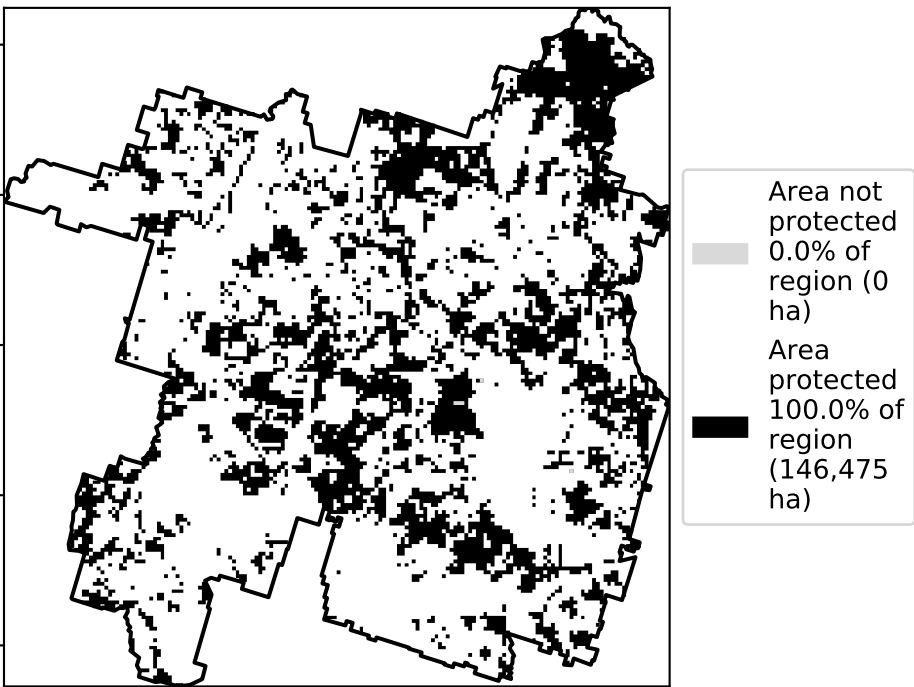 Area not
protected
0.0% of
region (0
ha)
Area
protected
100.0% of
region
(146,475
ha)